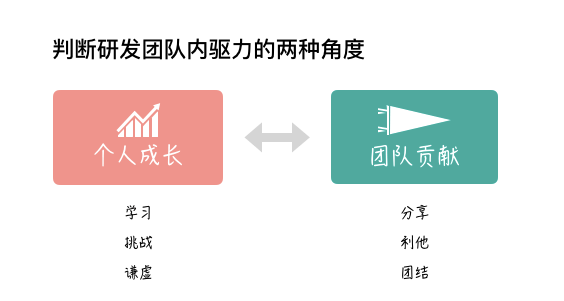 判断研发团队内驱力的两种角度
个人成长
团队贡献
学习
分享
挑战
利他
谦虚
团结